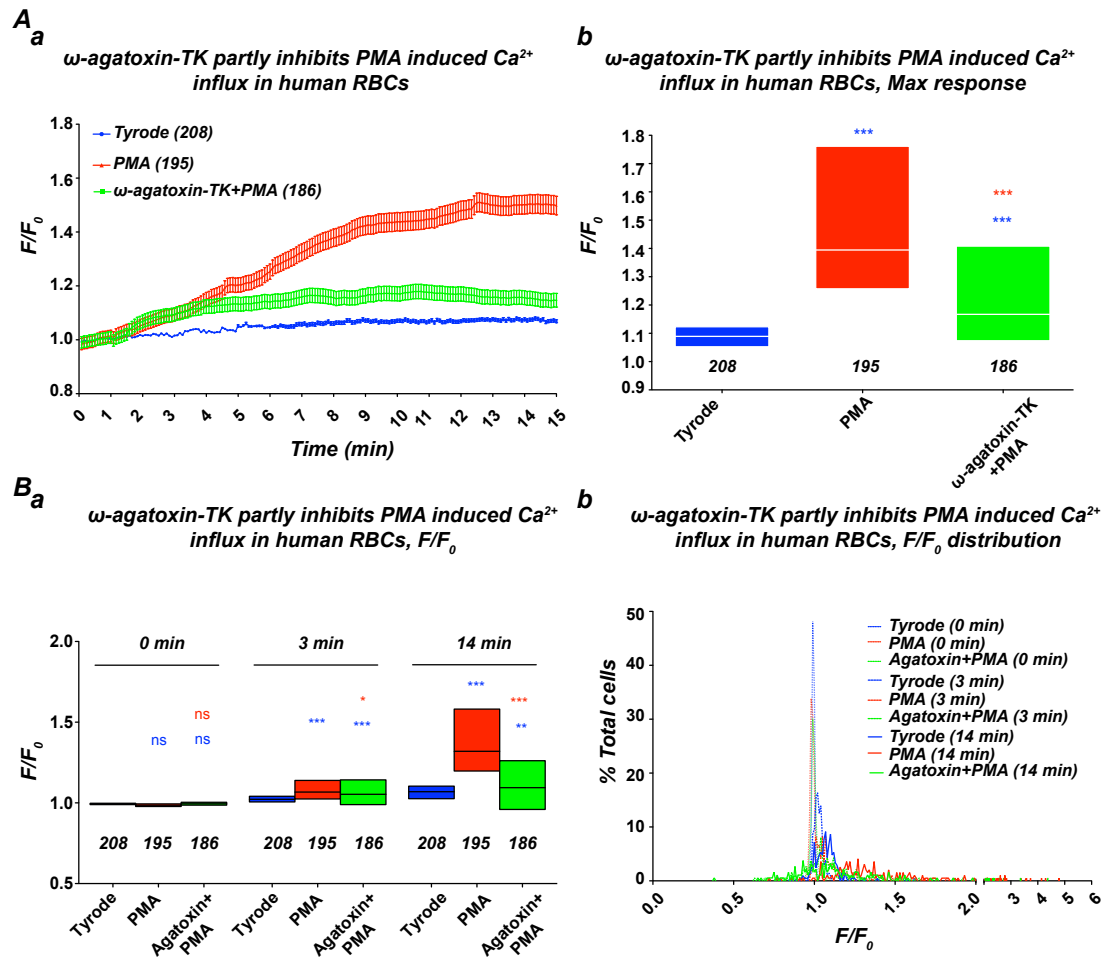 A
a
ω-agatoxin-TK partly inhibits PMA induced Ca²⁺
influx in human RBCs
F/F₀
1.8
1.6
1.4
1.2
1.0
0.8
Tyrode (208)
PMA (195)
ω-agatoxin-TK+PMA (186)
0 1 2 3 4 5 6 7 8 9 10 11 12 13 14 15
Time (min)
b
ω-agatoxin-TK partly inhibits PMA induced Ca²⁺
influx in human RBCs, Max response
F/F₀
1.8
1.7
1.6
1.5
1.4
1.3
1.2
1.1
1.0
0.9
***
***
***
208 195 186
Tyrode
PMA
ω-agatoxin-TK
+PMA
B
a
ω-agatoxin-TK partly inhibits PMA induced Ca²⁺
influx in human RBCs, F/F₀
F/F₀
2.0
1.5
1.0
0.5
0 min 3 min 14 min
ns
ns
ns
***
*
***
***
***
**
208 195 186 208 195 186 208 195 186
Tyrode
PMA
Agatoxin+
PMA
Tyrode
PMA
Agatoxin+
PMA
Tyrode
PMA
Agatoxin+
PMA
b
ω-agatoxin-TK partly inhibits PMA induced Ca²⁺
influx in human RBCs, F/F₀ distribution
% Total cells
50
40
30
20
10
0
Tyrode (0 min)
PMA (0 min)
Agatoxin+PMA (0 min)
Tyrode (3 min)
PMA (3 min)
Agatoxin+PMA (3 min)
Tyrode (14 min)
PMA (14 min)
Agatoxin+PMA (14 min)
0.0 0.5 1.0 1.5 2.0 3 4 5 6
F/F₀